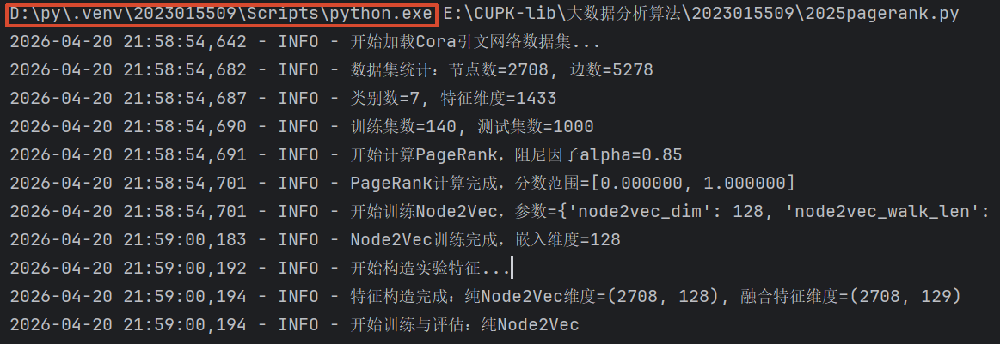 D:\py\.venv\2023015509\Scripts\python.exe E:\CUPK-lib\大数据分析算法\2023015509\2025pagerank.py
2026-04-20 21:58:54,642 - INFO - 开始加载Cora引文网络数据集...
2026-04-20 21:58:54,682 - INFO - 数据集统计：节点数=2708, 边数=5278
2026-04-20 21:58:54,687 - INFO - 类别数=7, 特征维度=1433
2026-04-20 21:58:54,690 - INFO - 训练集数=140, 测试集数=1000
2026-04-20 21:58:54,691 - INFO - 开始计算PageRank，阻尼因子alpha=0.85
2026-04-20 21:58:54,701 - INFO - PageRank计算完成，分数范围=[0.000000, 1.000000]
2026-04-20 21:58:54,701 - INFO - 开始训练Node2Vec，参数={'node2vec_dim': 128, 'node2vec_walk_len':
2026-04-20 21:59:00,183 - INFO - Node2Vec训练完成，嵌入维度=128
2026-04-20 21:59:00,192 - INFO - 开始构造实验特征...
2026-04-20 21:59:00,194 - INFO - 特征构造完成：纯Node2Vec维度=(2708, 128), 融合特征维度=(2708, 129)
2026-04-20 21:59:00,194 - INFO - 开始训练与评估：纯Node2Vec